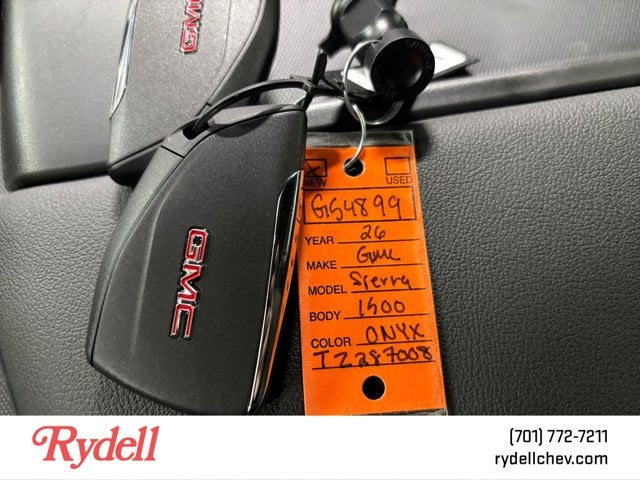 GMC
GMC
NEW USED
GS4899
YEAR 26
MAKE GMC
MODEL Sierra
BODY 1500
COLOR ONYX
TZ287008
Rydell
(701) 772-7211
rydellchev.com